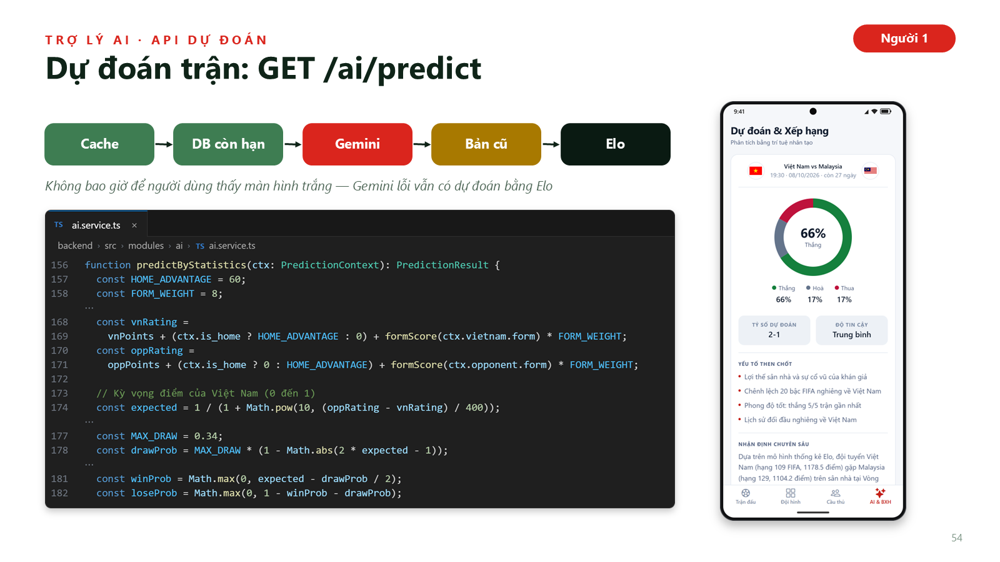 TRỢ LÝ AI · API DỰ ĐOÁN
Người 1
Dự đoán trận: GET /ai/predict
Cache
DB còn hạn
Gemini
Bản cũ
Elo
Không bao giờ để người dùng thấy màn hình trắng — Gemini lỗi vẫn có dự đoán bằng Elo
TS ai.service.ts ×
backend › src › modules › ai › TS ai.service.ts
156 function predictByStatistics(ctx: PredictionContext): PredictionResult {
157 const HOME_ADVANTAGE = 60;
158 const FORM_WEIGHT = 8;
...
168 const vnRating =
169 vnPoints + (ctx.is_home ? HOME_ADVANTAGE : 0) + formScore(ctx.vietnam.form) * FORM_WEIGHT;
170 const oppRating =
171 oppPoints + (ctx.is_home ? 0 : HOME_ADVANTAGE) + formScore(ctx.opponent.form) * FORM_WEIGHT;
172
173 // Kỳ vọng điểm của Việt Nam (0 đến 1)
174 const expected = 1 / (1 + Math.pow(10, (oppRating - vnRating) / 400));
...
177 const MAX_DRAW = 0.34;
178 const drawProb = MAX_DRAW * (1 - Math.abs(2 * expected - 1));
...
181 const winProb = Math.max(0, expected - drawProb / 2);
182 const loseProb = Math.max(0, 1 - winProb - drawProb);
9:41
Dự đoán & Xếp hạng
Phân tích bằng trí tuệ nhân tạo
Việt Nam vs Malaysia
19:30 · 08/10/2026 · còn 27 ngày
66%
Thắng
Thắng Hoà Thua
66% 17% 17%
TỶ SỐ DỰ ĐOÁN
2-1
ĐỘ TIN CẬY
Trung bình
YẾU TỐ THEN CHỐT
• Lợi thế sân nhà và sự cổ vũ của khán giả
• Chênh lệch 20 bậc FIFA nghiêng về Việt Nam
• Phong độ tốt: thắng 5/5 trận gần nhất
• Lịch sử đối đầu nghiêng về Việt Nam
NHẬN ĐỊNH CHUYÊN SÂU
Dựa trên mô hình thống kê Elo, đội tuyển Việt
Nam (hạng 109 FIFA, 1178.5 điểm) gặp Malaysia
(hạng 129, 1104.2 điểm) trên sân nhà tại Vòng
Trận đấu
Đội hình
Cầu thủ
AI & BXH
54